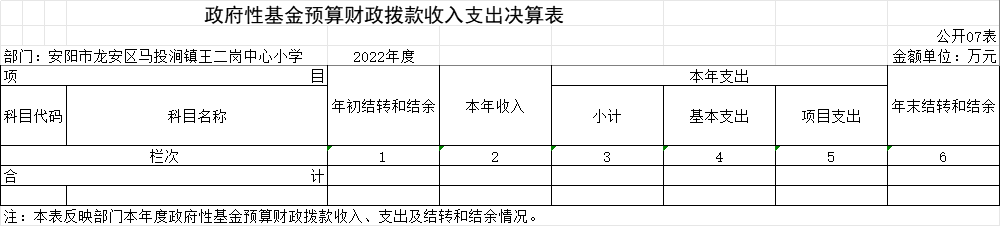 政府性基金预算财政拨款收入支出决算表
公开07表
部门：安阳市龙安区马投涧镇王二岗中心小学 2022年度 金额单位：万元
项 目 年初结转和结余 本年收入 本年支出 年末结转和结余
科目代码 科目名称 小计 基本支出 项目支出
栏次 1 2 3 4 5 6
合 计
注：本表反映部门本年度政府性基金预算财政拨款收入、支出及结转和结余情况。